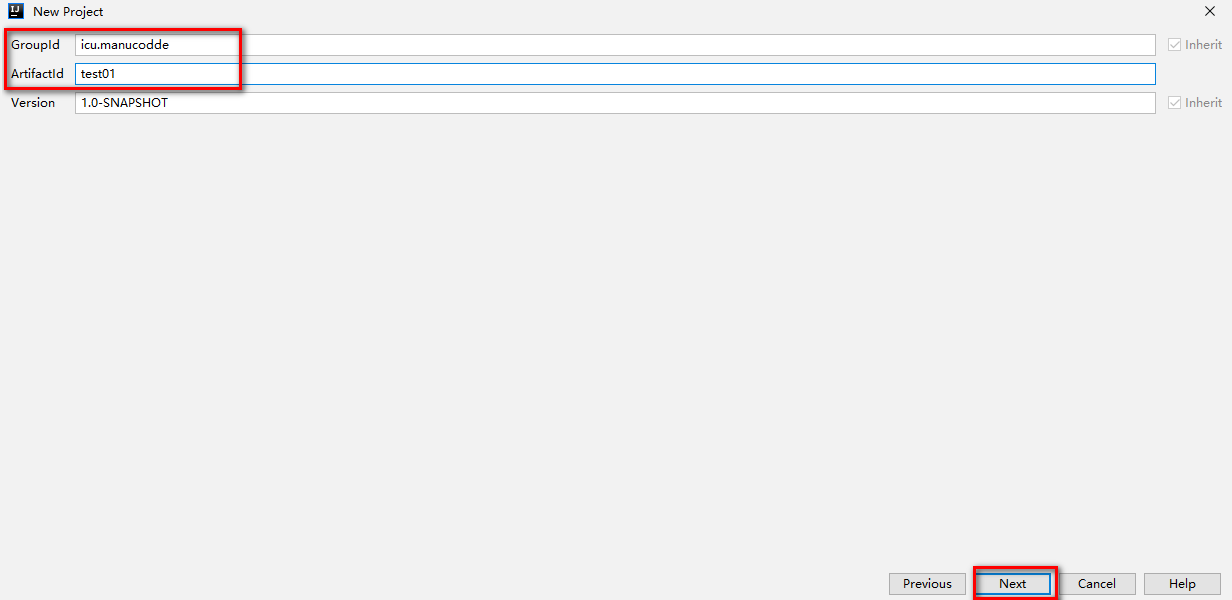 IJ New Project
GroupId icu.manucodde Inherit
ArtifactId test01
Version 1.0-SNAPSHOT Inherit
Previous Next Cancel Help